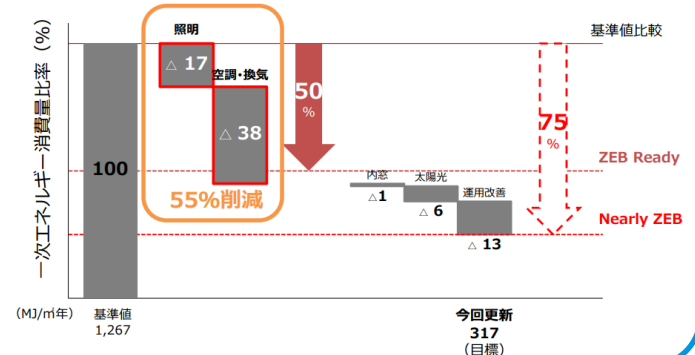 一次エネルギー消費量比率（%）
照明
△ 17
空調・換気
△ 38
55%削減
100
50
%
基準値比較
75
%
ZEB Ready
Nearly ZEB
内窓
△1
太陽光
△ 6
運用改善
△ 13
（MJ/㎡年）
基準値
1,267
今回更新
317
（目標）